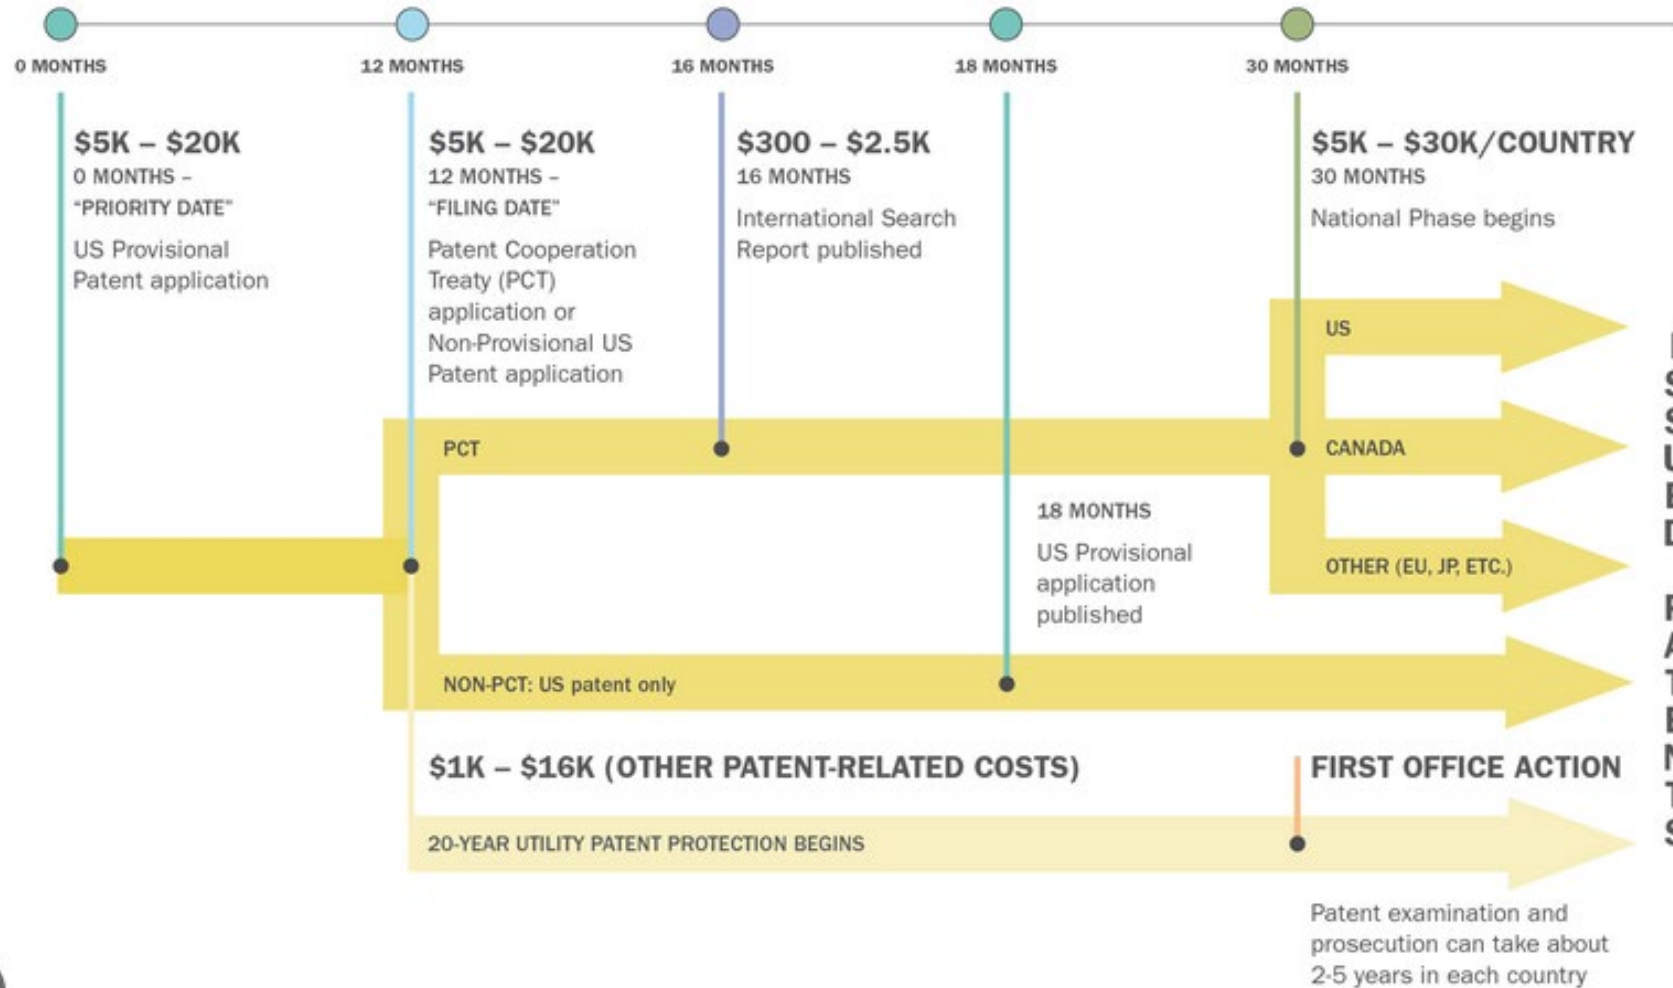 0 MONTHS
12 MONTHS
16 MONTHS
18 MONTHS
30 MONTHS
$5K – $20K
0 MONTHS –
“PRIORITY DATE”
US Provisional
Patent application
$5K – $20K
12 MONTHS –
“FILING DATE”
Patent Cooperation
Treaty (PCT)
application or
Non-Provisional US
Patent application
$300 – $2.5K
16 MONTHS
International Search
Report published
$5K – $30K/COUNTRY
30 MONTHS
National Phase begins
US
PCT
CANADA
18 MONTHS
US Provisional
application
published
OTHER (EU, JP, ETC.)
NON-PCT: US patent only
$1K – $16K (OTHER PATENT-RELATED COSTS)
FIRST OFFICE ACTION
20-YEAR UTILITY PATENT PROTECTION BEGINS
Patent examination and
prosecution can take about
2-5 years in each country